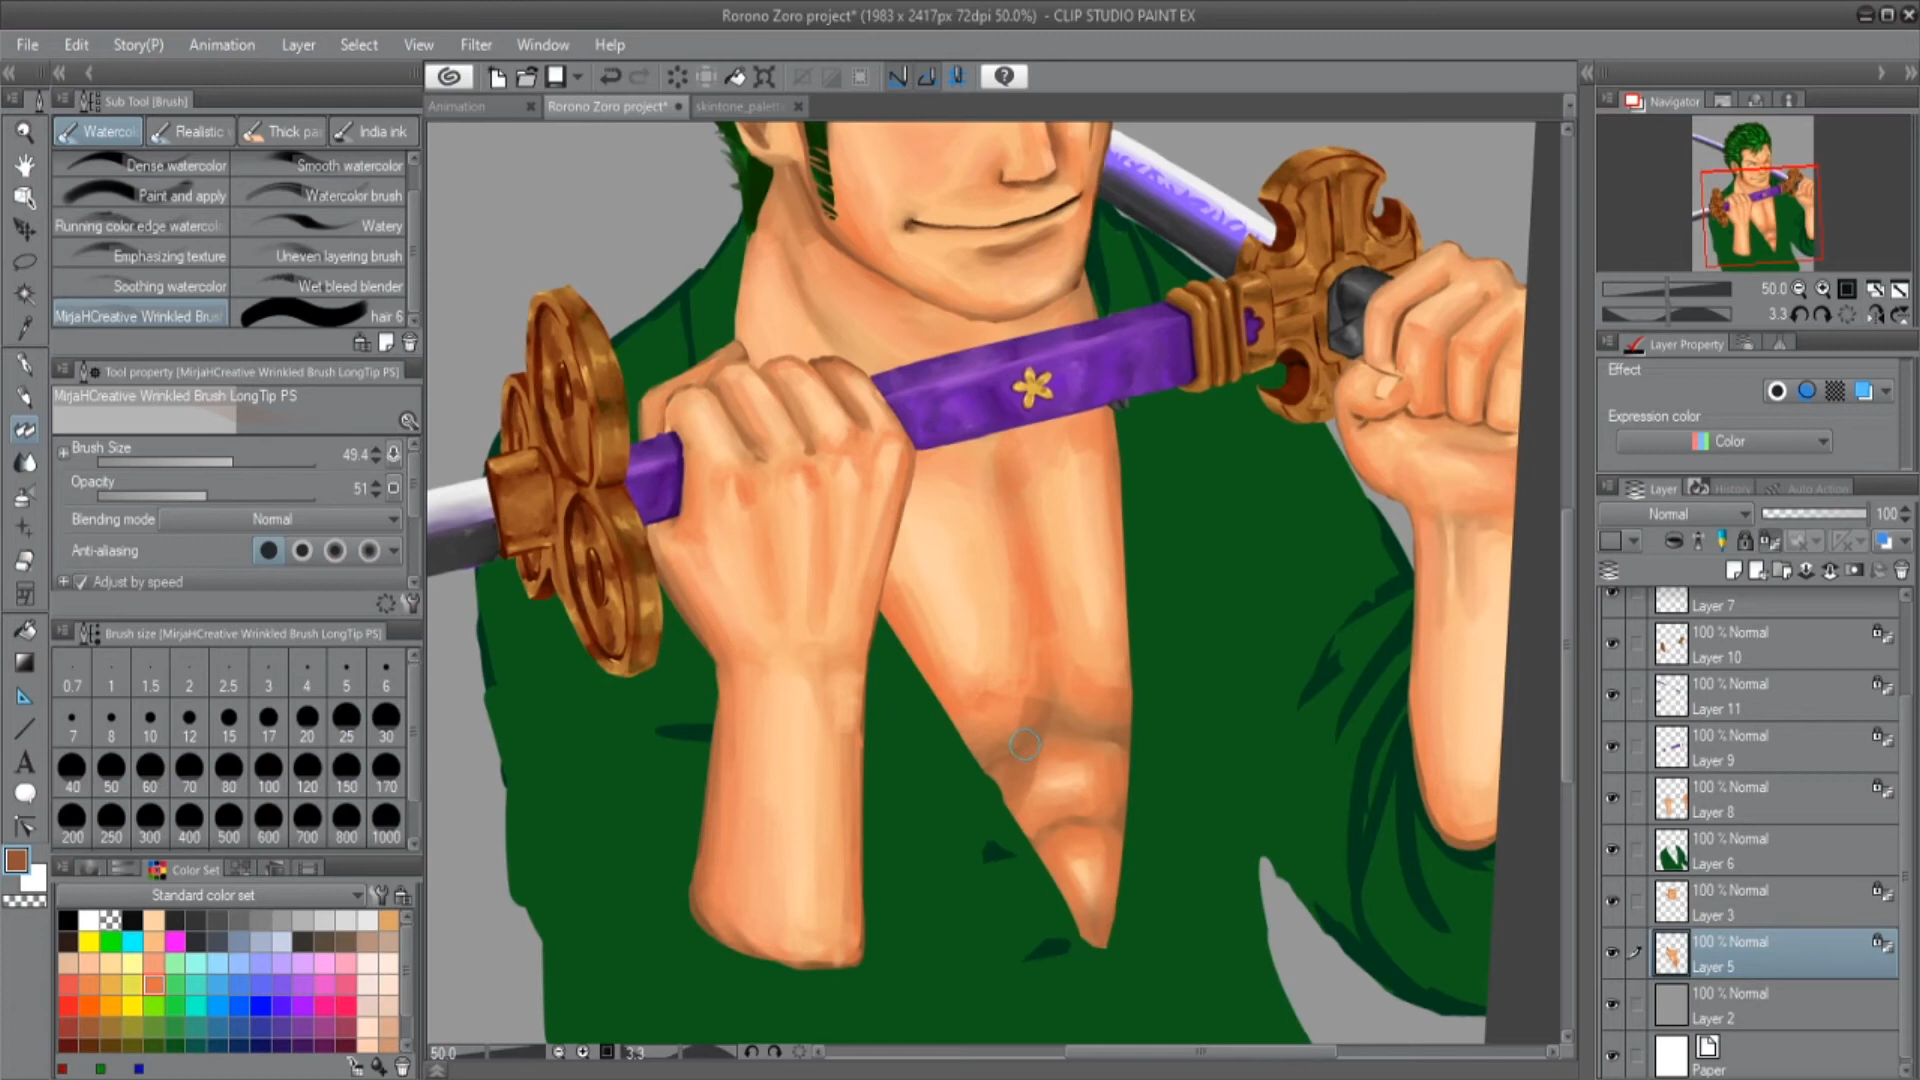 Rorono Zoro project* (1983 x 2417px 72dpi 50.0%) - CLIP STUDIO PAINT EX
File Edit Story(P) Animation Layer Select View Filter Window Help
Sub Tool [Brush]
Animation Rorono Zoro project* skintone_palett
Navigator
Watercol Realistic Thick pai India ink
Dense watercolor Smooth watercolor
Paint and apply Watercolor brush
Running color edge watercol Watery
Emphasizing texture Uneven layering brush
Soothing watercolor Wet bleed blender
MirjaHCreative Wrinkled Brus hair 6
50.0
3.3
Tool property [MirjaHCreative Wrinkled Brush LongTip PS]
MirjaHCreative Wrinkled Brush LongTip PS
Brush Size 49.4
Opacity 51
Blending mode Normal
Anti-aliasing
Adjust by speed
Layer Property
Effect
Expression color
Color
Layer History Auto Action
Normal 100
Brush size [MirjaHCreative Wrinkled Brush LongTip PS]
0.7 1 1.5 2 2.5 3 4 5 6
7 8 10 12 15 17 20 25 30
40 50 60 70 80 100 120 150 170
200 250 300 400 500 600 700 800 1000
Color Set
Standard color set
Layer 7
100 % Normal
Layer 10
100 % Normal
Layer 11
100 % Normal
Layer 9
100 % Normal
Layer 8
100 % Normal
Layer 6
100 % Normal
Layer 3
100 % Normal
Layer 5
100 % Normal
Layer 2
Paper
50.0 3.3